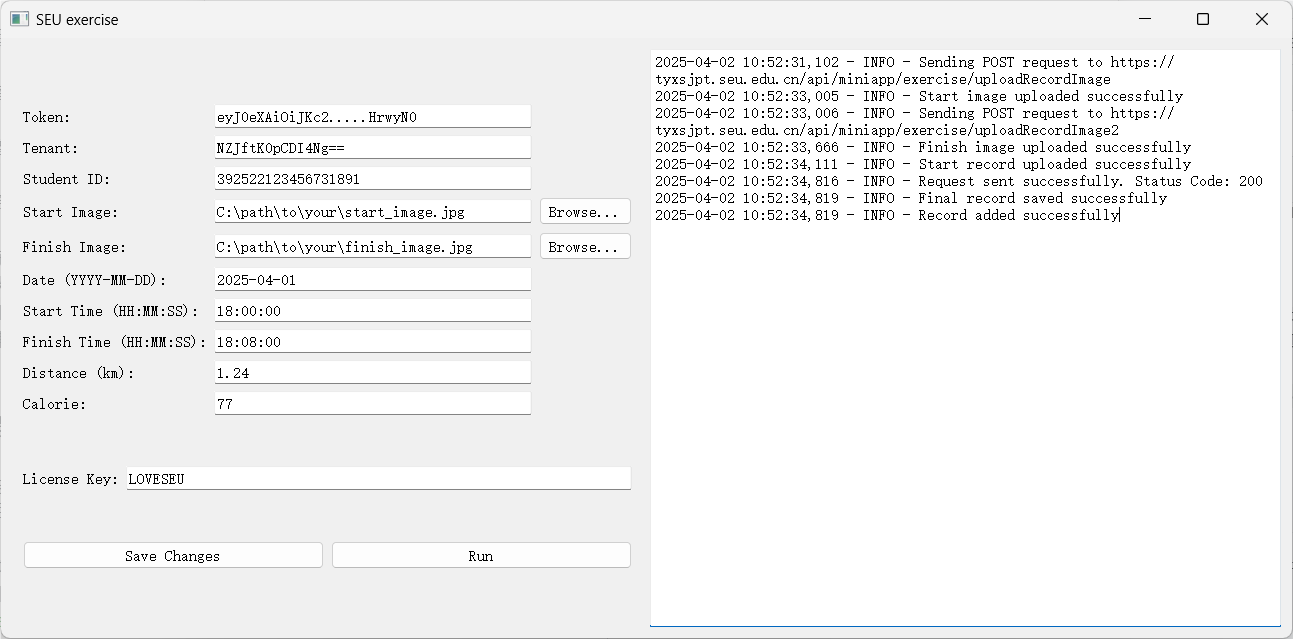 SEU exercise
Token: eyJ0eXAiOiJKc2.....HrwyN0
Tenant: NZJftK0pCDI4Ng==
Student ID: 392522123456731891
Start Image: C:\path\to\your\start_image.jpg Browse...
Finish Image: C:\path\to\your\finish_image.jpg Browse...
Date (YYYY-MM-DD): 2025-04-01
Start Time (HH:MM:SS): 18:00:00
Finish Time (HH:MM:SS): 18:08:00
Distance (km): 1.24
Calorie: 77
License Key: LOVESEU
Save Changes Run
2025-04-02 10:52:31,102 - INFO - Sending POST request to https://
tyxsjpt.seu.edu.cn/api/miniapp/exercise/uploadRecordImage
2025-04-02 10:52:33,005 - INFO - Start image uploaded successfully
2025-04-02 10:52:33,006 - INFO - Sending POST request to https://
tyxsjpt.seu.edu.cn/api/miniapp/exercise/uploadRecordImage2
2025-04-02 10:52:33,666 - INFO - Finish image uploaded successfully
2025-04-02 10:52:34,111 - INFO - Start record uploaded successfully
2025-04-02 10:52:34,816 - INFO - Request sent successfully. Status Code: 200
2025-04-02 10:52:34,819 - INFO - Final record saved successfully
2025-04-02 10:52:34,819 - INFO - Record added successfully